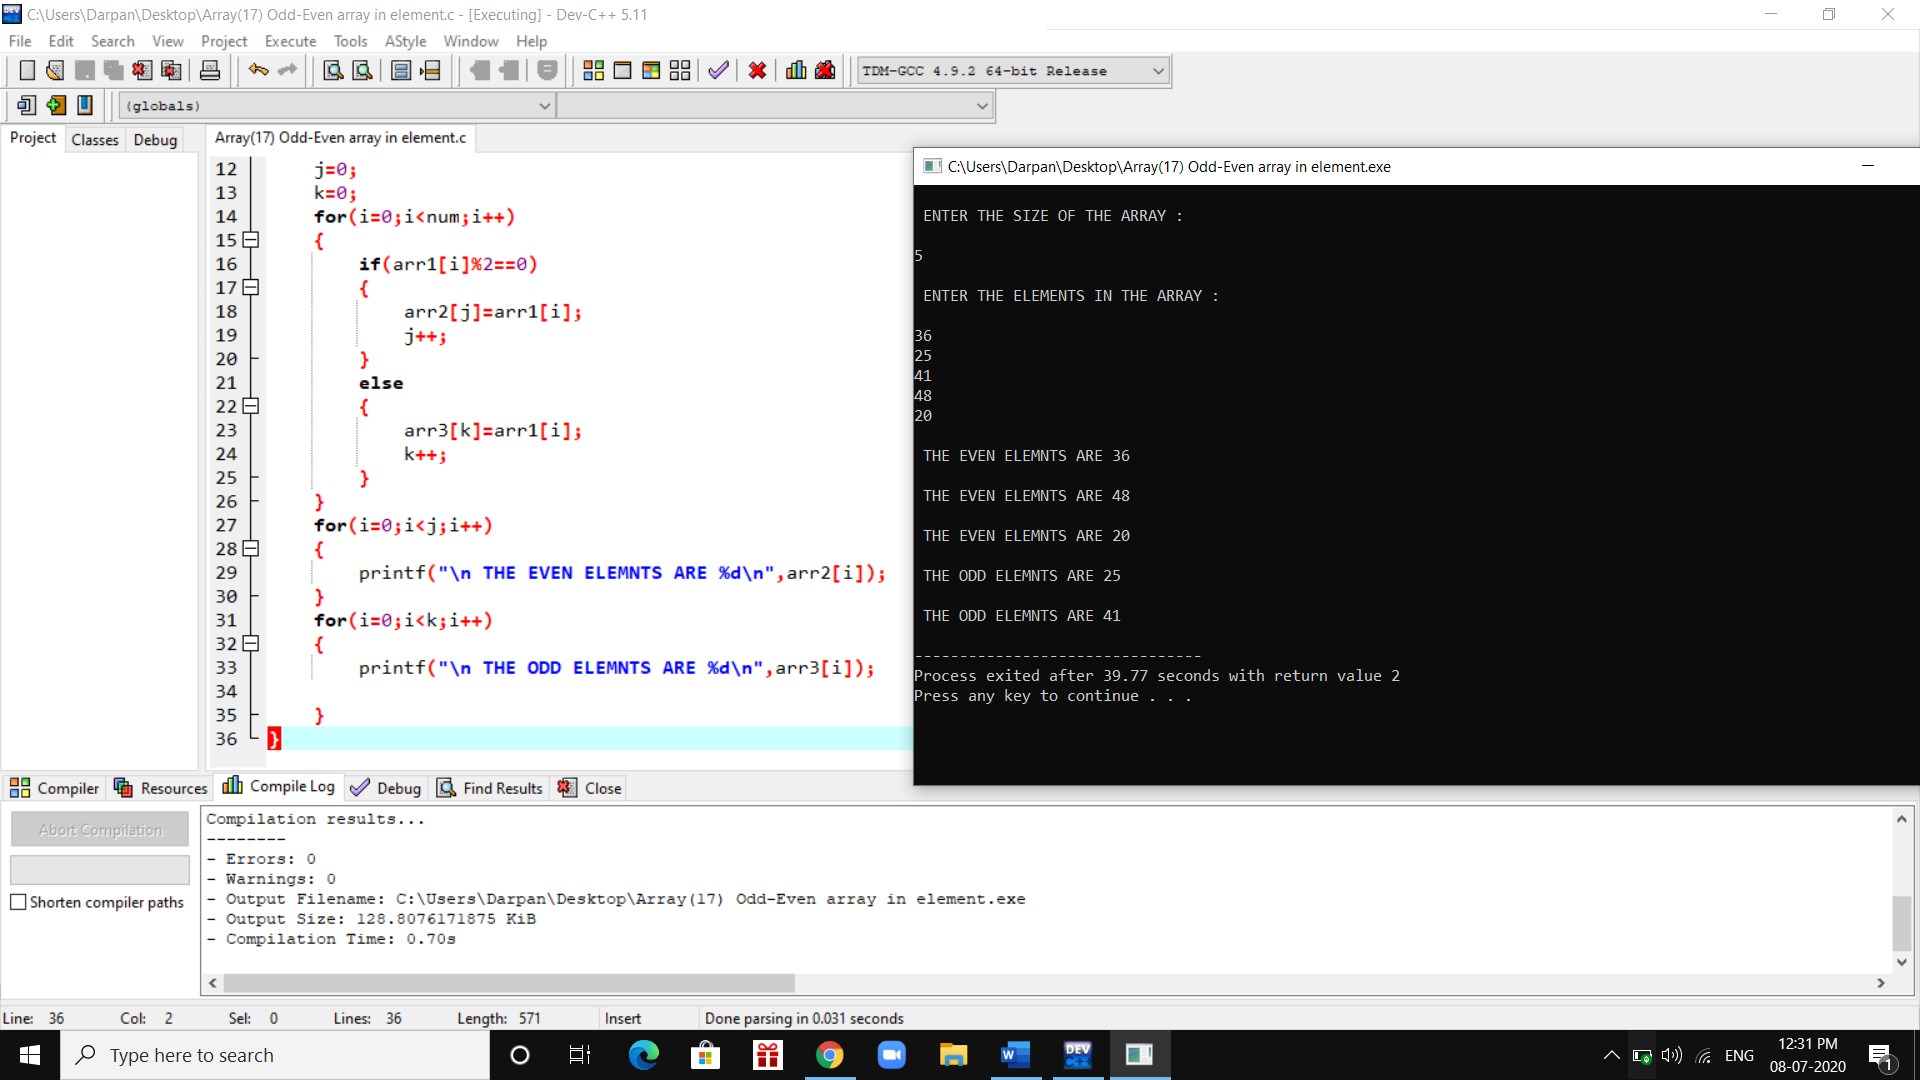 C:\Users\Darpan\Desktop\Array(17) Odd-Even array in element.c - [Executing] - Dev-C++ 5.11
File Edit Search View Project Execute Tools AStyle Window Help
TDM-GCC 4.9.2 64-bit Release
(globals)
Project Classes Debug
Array(17) Odd-Even array in element.c
12 j=0;
13 k=0;
14 for(i=0;i<num;i++)
15 {
16 if(arr1[i]%2==0)
17 {
18 arr2[j]=arr1[i];
19 j++;
20 }
21 else
22 {
23 arr3[k]=arr1[i];
24 k++;
25 }
26 }
27 for(i=0;i<j;i++)
28 {
29 printf("\n THE EVEN ELEMNTS ARE %d\n",arr2[i]);
30 }
31 for(i=0;i<k;i++)
32 {
33 printf("\n THE ODD ELEMNTS ARE %d\n",arr3[i]);
34
35 }
36 }
C:\Users\Darpan\Desktop\Array(17) Odd-Even array in element.exe
ENTER THE SIZE OF THE ARRAY :
5
ENTER THE ELEMENTS IN THE ARRAY :
36
25
41
48
20
THE EVEN ELEMNTS ARE 36
THE EVEN ELEMNTS ARE 48
THE EVEN ELEMNTS ARE 20
THE ODD ELEMNTS ARE 25
THE ODD ELEMNTS ARE 41
--------------------------------
Process exited after 39.77 seconds with return value 2
Press any key to continue . . .
Compiler Resources Compile Log Debug Find Results Close
Abort Compilation
Shorten compiler paths
Compilation results...
--------
- Errors: 0
- Warnings: 0
- Output Filename: C:\Users\Darpan\Desktop\Array(17) Odd-Even array in element.exe
- Output Size: 128.8076171875 KiB
- Compilation Time: 0.70s
Line: 36 Col: 2 Sel: 0 Lines: 36 Length: 571 Insert Done parsing in 0.031 seconds
Type here to search
DEV C++
W
ENG
12:31 PM
08-07-2020
1